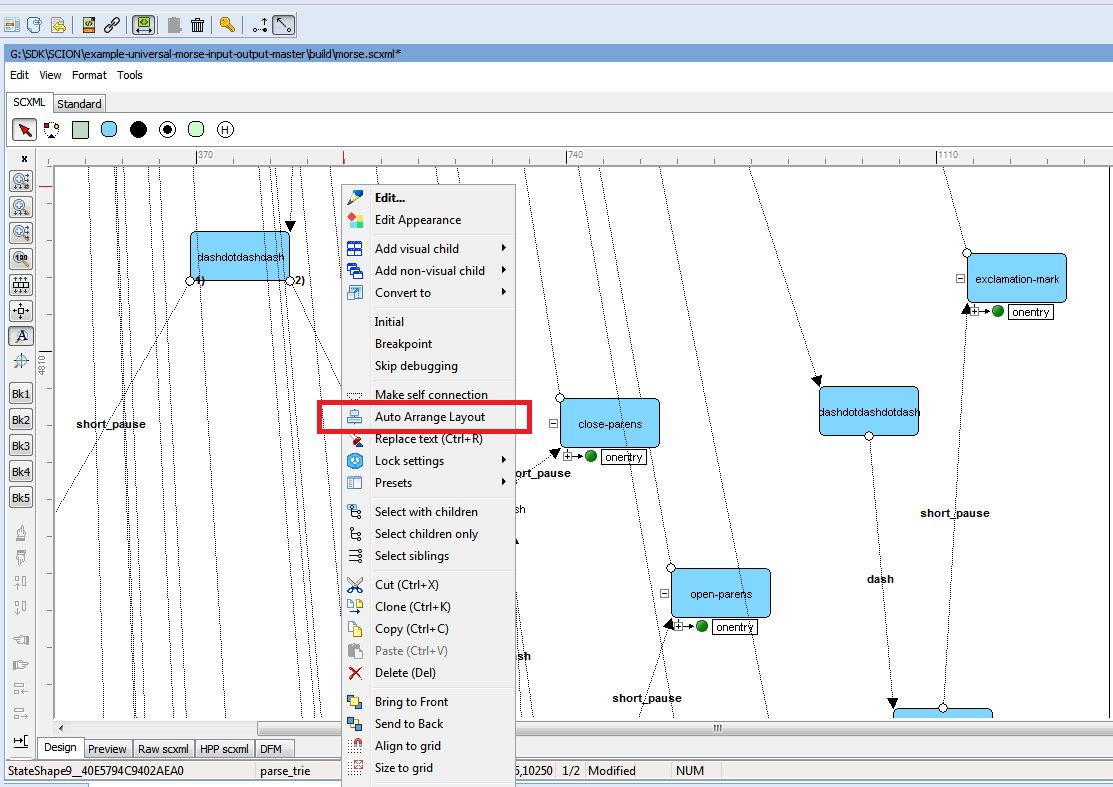 G:\SDK\SCION\example-universal-morse-input-output-master\build\morse.scxml*
Edit View Format Tools
SCXML Standard
H
x 370 740 1110
100
A
4810
Bk1
Bk2
Bk3
Bk4
Bk5
dashdotdashdash
1) 2)
short_pause
Edit...
Edit Appearance
Add visual child
Add non-visual child
Convert to
Initial
Breakpoint
Skip debugging
Make self connection
Auto Arrange Layout
Replace text (Ctrl+R)
Lock settings
Presets
Select with children
Select children only
Select siblings
Cut (Ctrl+X)
Clone (Ctrl+K)
Copy (Ctrl+C)
Paste (Ctrl+V)
Delete (Del)
Bring to Front
Send to Back
Align to grid
Size to grid
exclamation-mark
onentry
close-parens
onentry
dashdotdashdotdash
short_pause
dash
open-parens
onentry
short_pause
Design Preview Raw scxml HPP scxml DFM
StateShape9__40E5794C9402AEA0 parse_trie 5,10250 1/2 Modified NUM